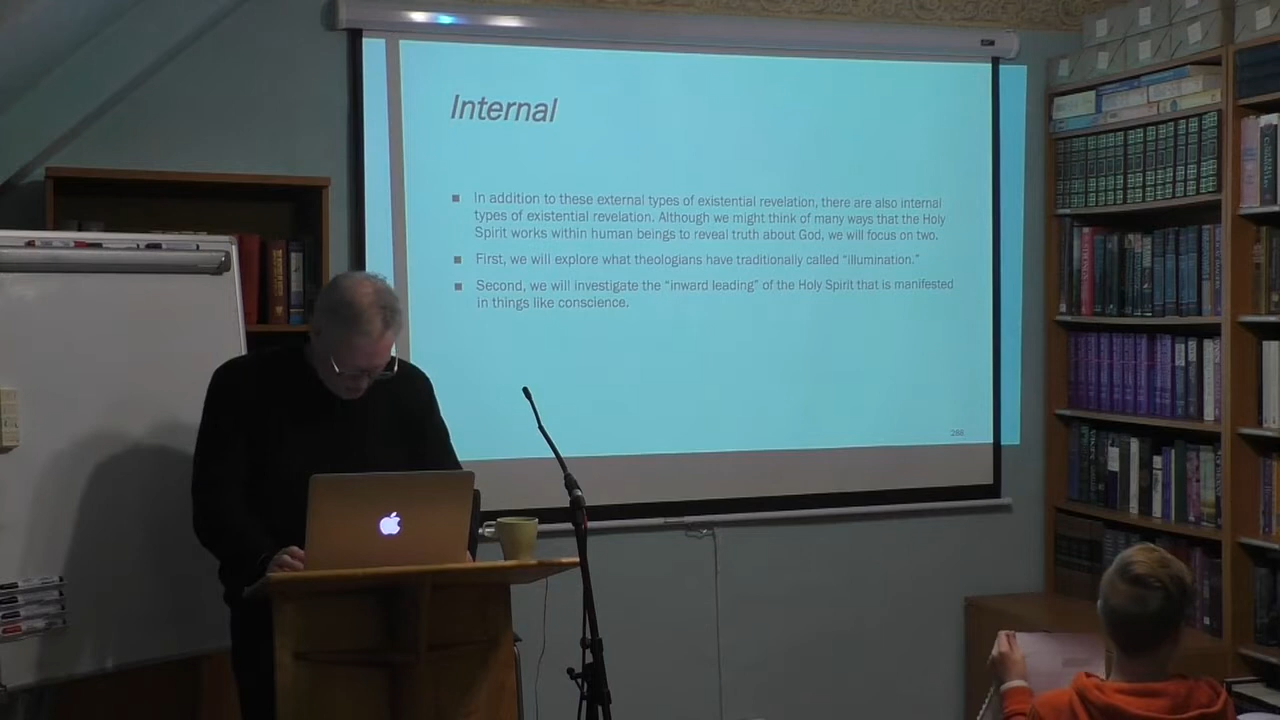 Internal
In addition to these external types of existential revelation, there are also internal
types of existential revelation. Although we might think of many ways that the Holy
Spirit works within human beings to reveal truth about God, we will focus on two.
First, we will explore what theologians have traditionally called “illumination.”
Second, we will investigate the “inward leading” of the Holy Spirit that is manifested
in things like conscience.
288